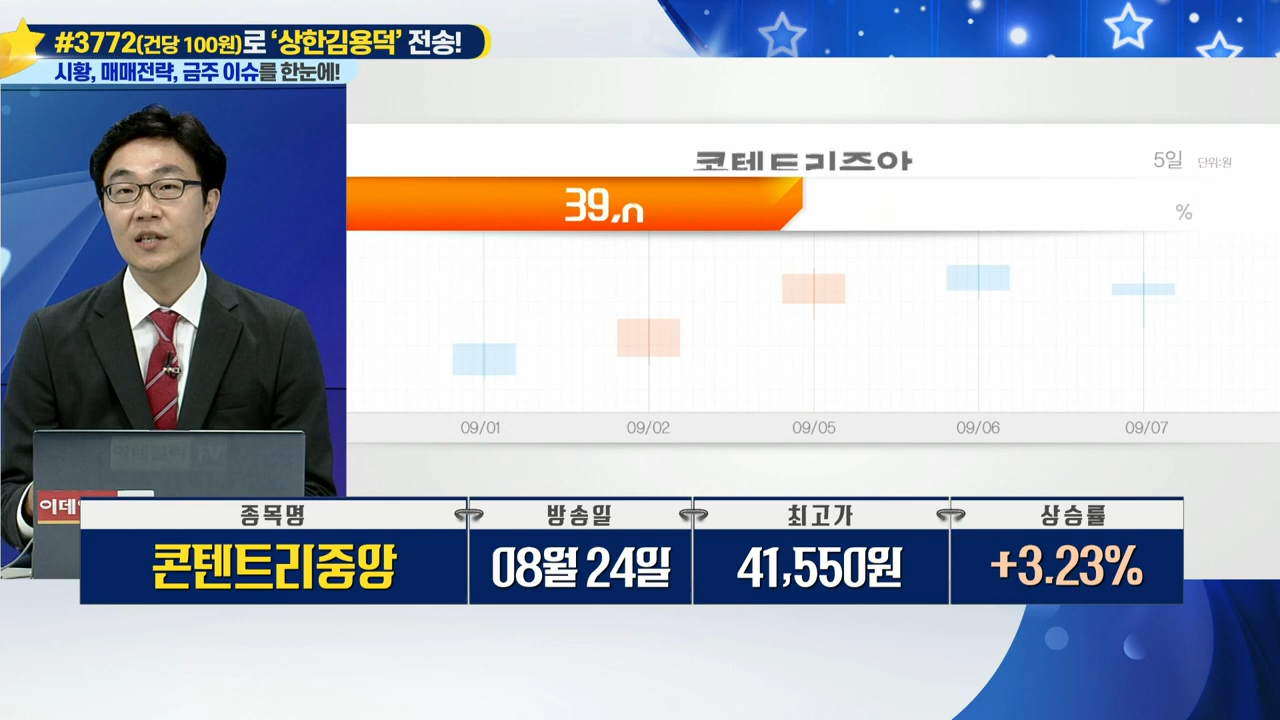 #3772(건당 100원)로 ‘상한김용덕’ 전송!
시황, 매매전략, 금주 이슈를 한눈에!
5일 단위:원
%
09/01 09/02 09/05 09/06 09/07
종목명 방송일 최고가 상승률
콘텐트리중앙 08월 24일 41,550원 +3.23%